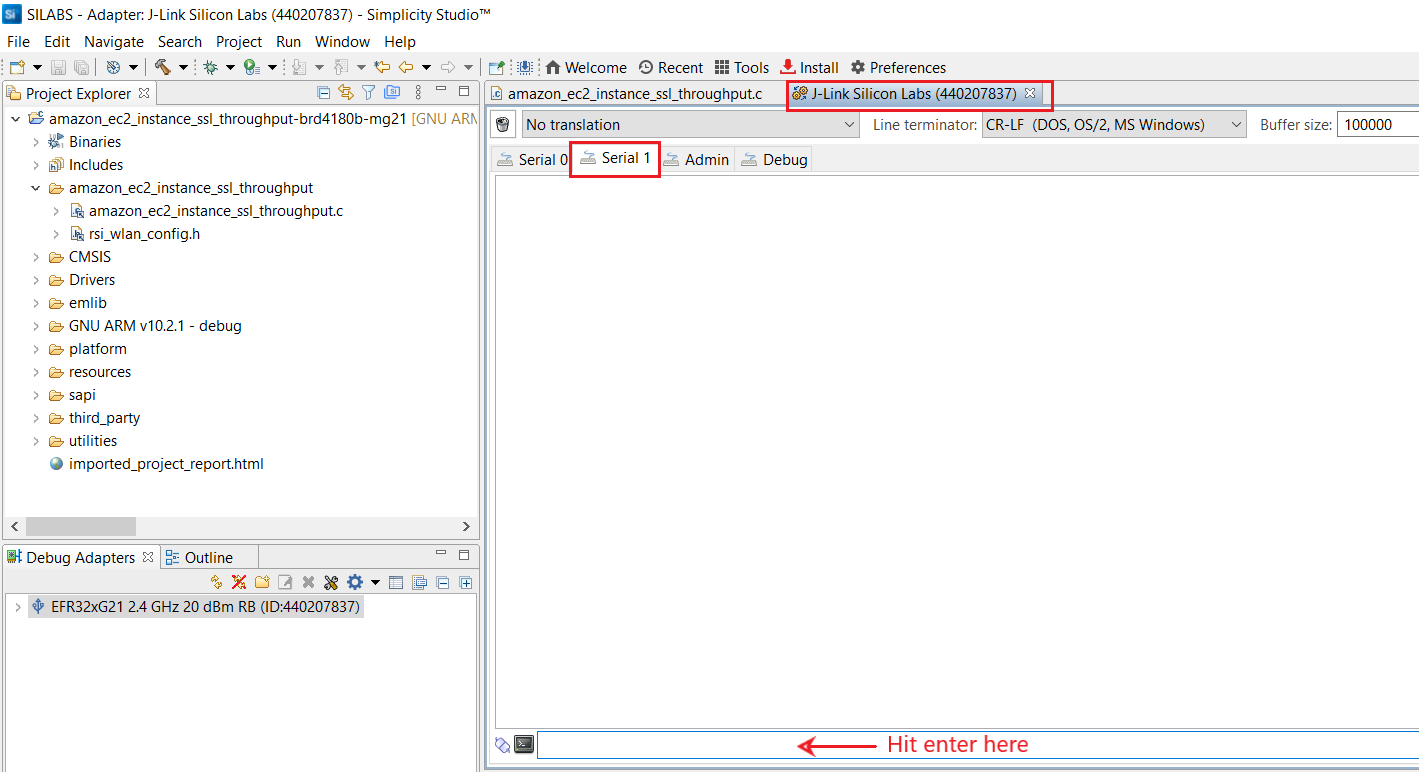 SILABS - Adapter: J-Link Silicon Labs (440207837) - Simplicity Studio™
File Edit Navigate Search Project Run Window Help
Welcome Recent Tools Install Preferences
Project Explorer
amazon_ec2_instance_ssl_throughput-brd4180b-mg21 [GNU ARM
Binaries
Includes
amazon_ec2_instance_ssl_throughput
amazon_ec2_instance_ssl_throughput.c
rsi_wlan_config.h
CMSIS
Drivers
emlib
GNU ARM v10.2.1 - debug
platform
resources
sapi
third_party
utilities
imported_project_report.html
Debug Adapters Outline
EFR32xG21 2.4 GHz 20 dBm RB (ID:440207837)
amazon_ec2_instance_ssl_throughput.c J-Link Silicon Labs (440207837)
No translation Line terminator: CR-LF (DOS, OS/2, MS Windows) Buffer size: 100000
Serial 0 Serial 1 Admin Debug
Hit enter here